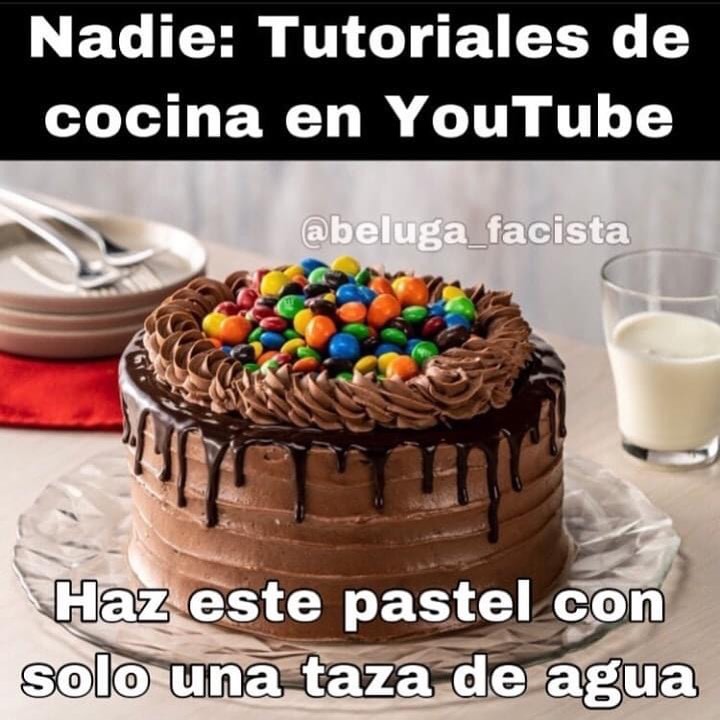 Nadie: Tutoriales de
cocina en YouTube
@beluga_facista
Haz este pastel con
solo una taza de agua